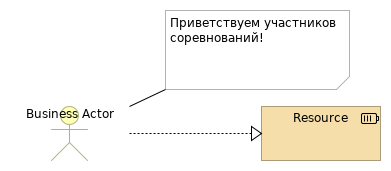 Приветствуем участников
соревнований!
Business Actor
Resource